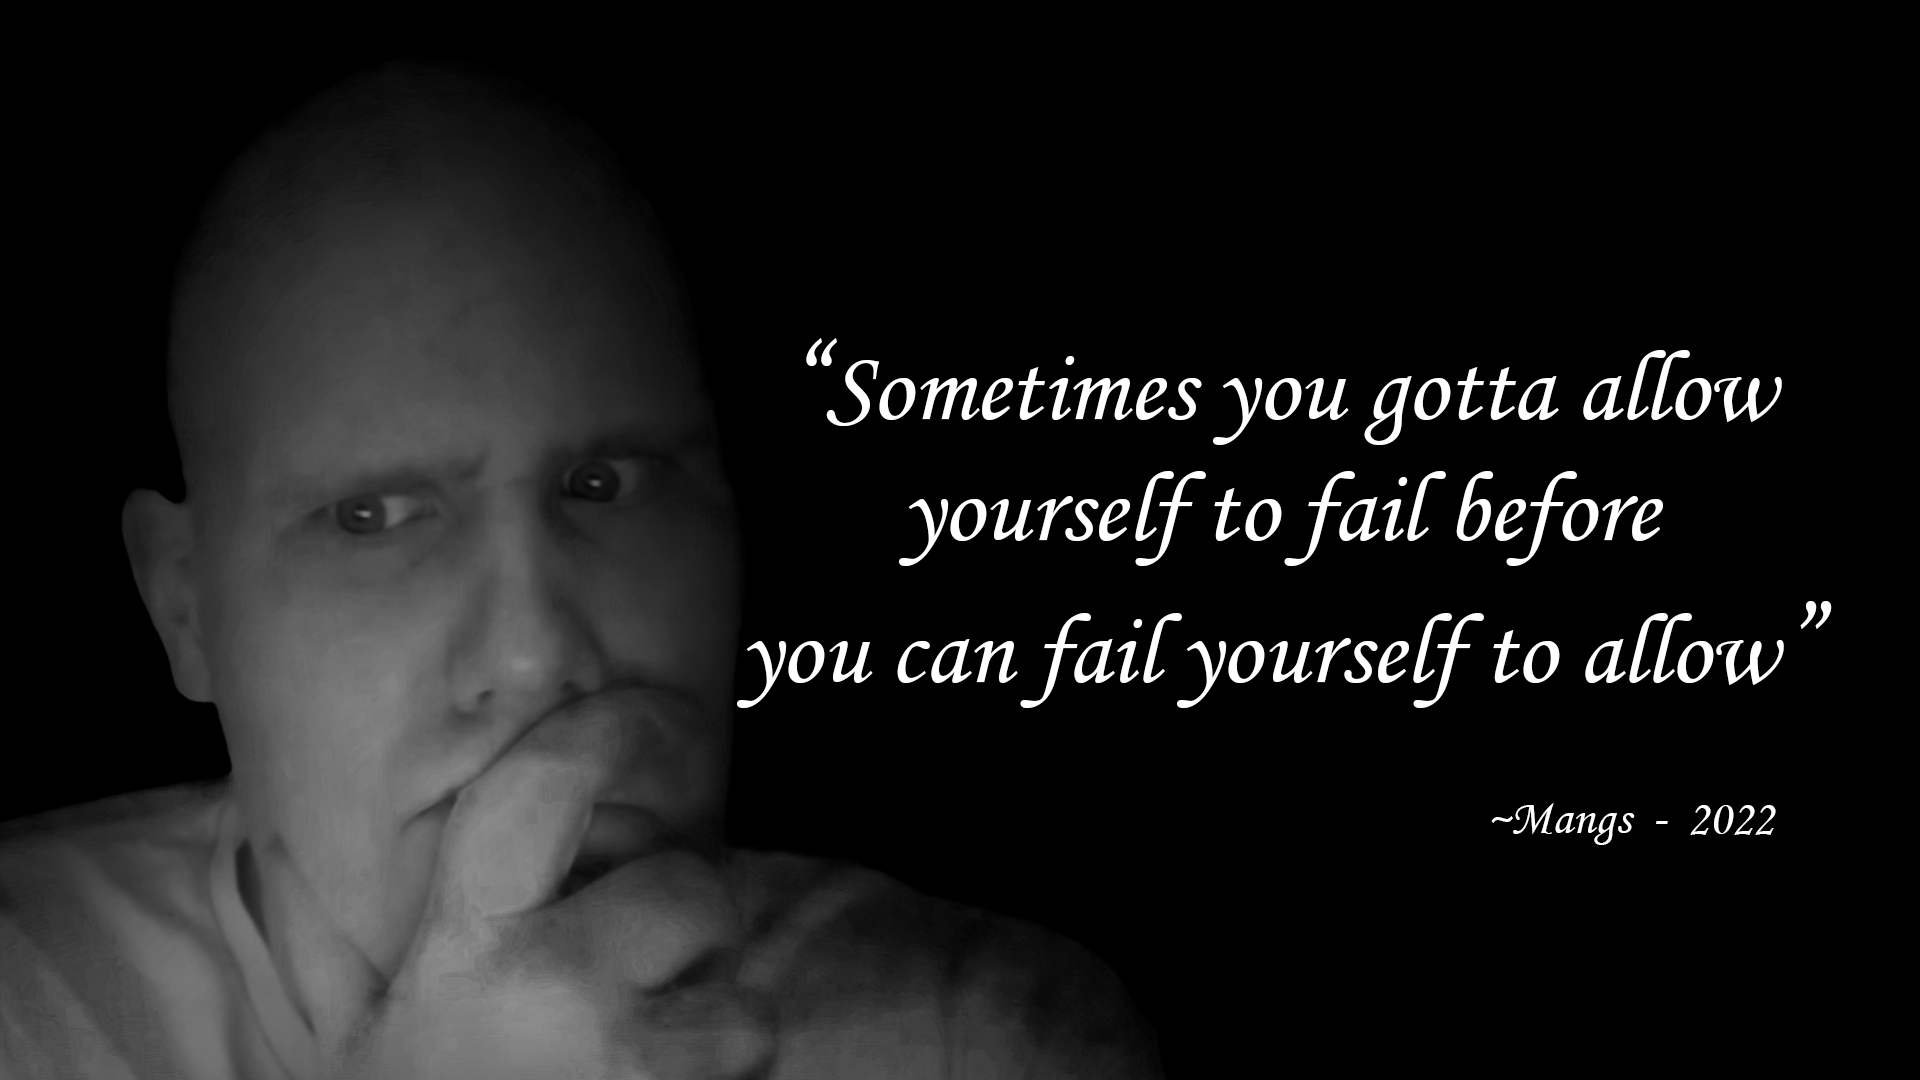 “Sometimes you gotta allow
yourself to fail before
you can fail yourself to allow”
~Mangs - 2022